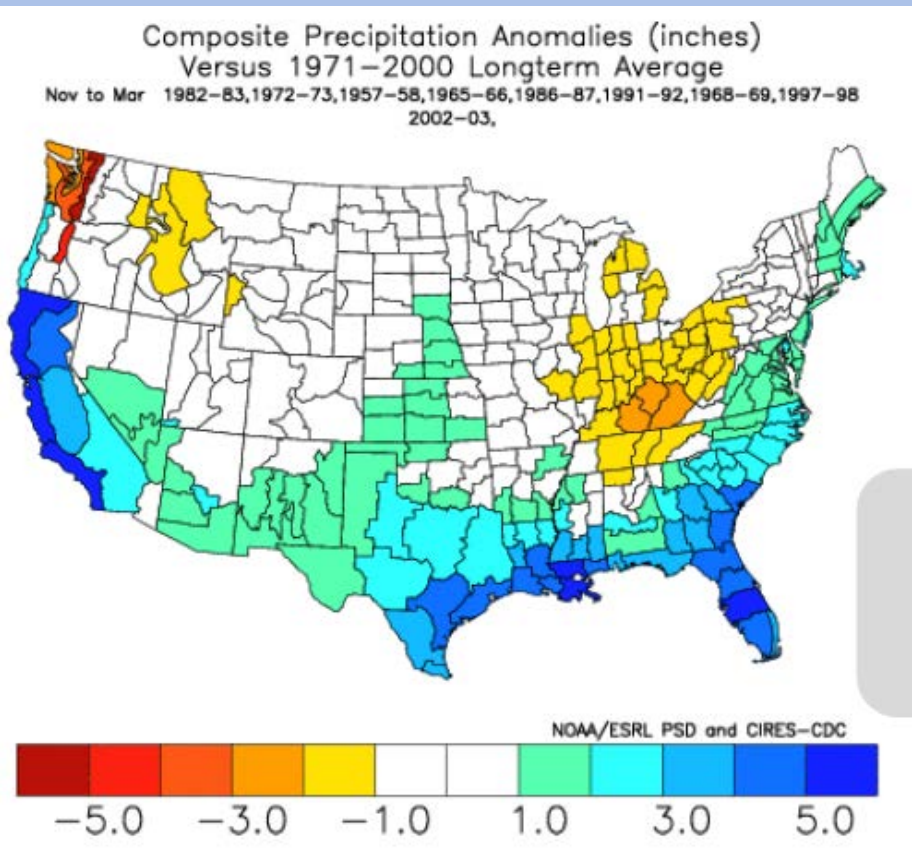 Composite Precipitation Anomalies (inches)
Versus 1971–2000 Longterm Average
Nov to Mar 1982–83,1972–73,1957–58,1965–66,1986–87,1991–92,1968–69,1997–98
2002–03,
NOAA/ESRL PSD and CIRES–CDC
−5.0 −3.0 −1.0 1.0 3.0 5.0